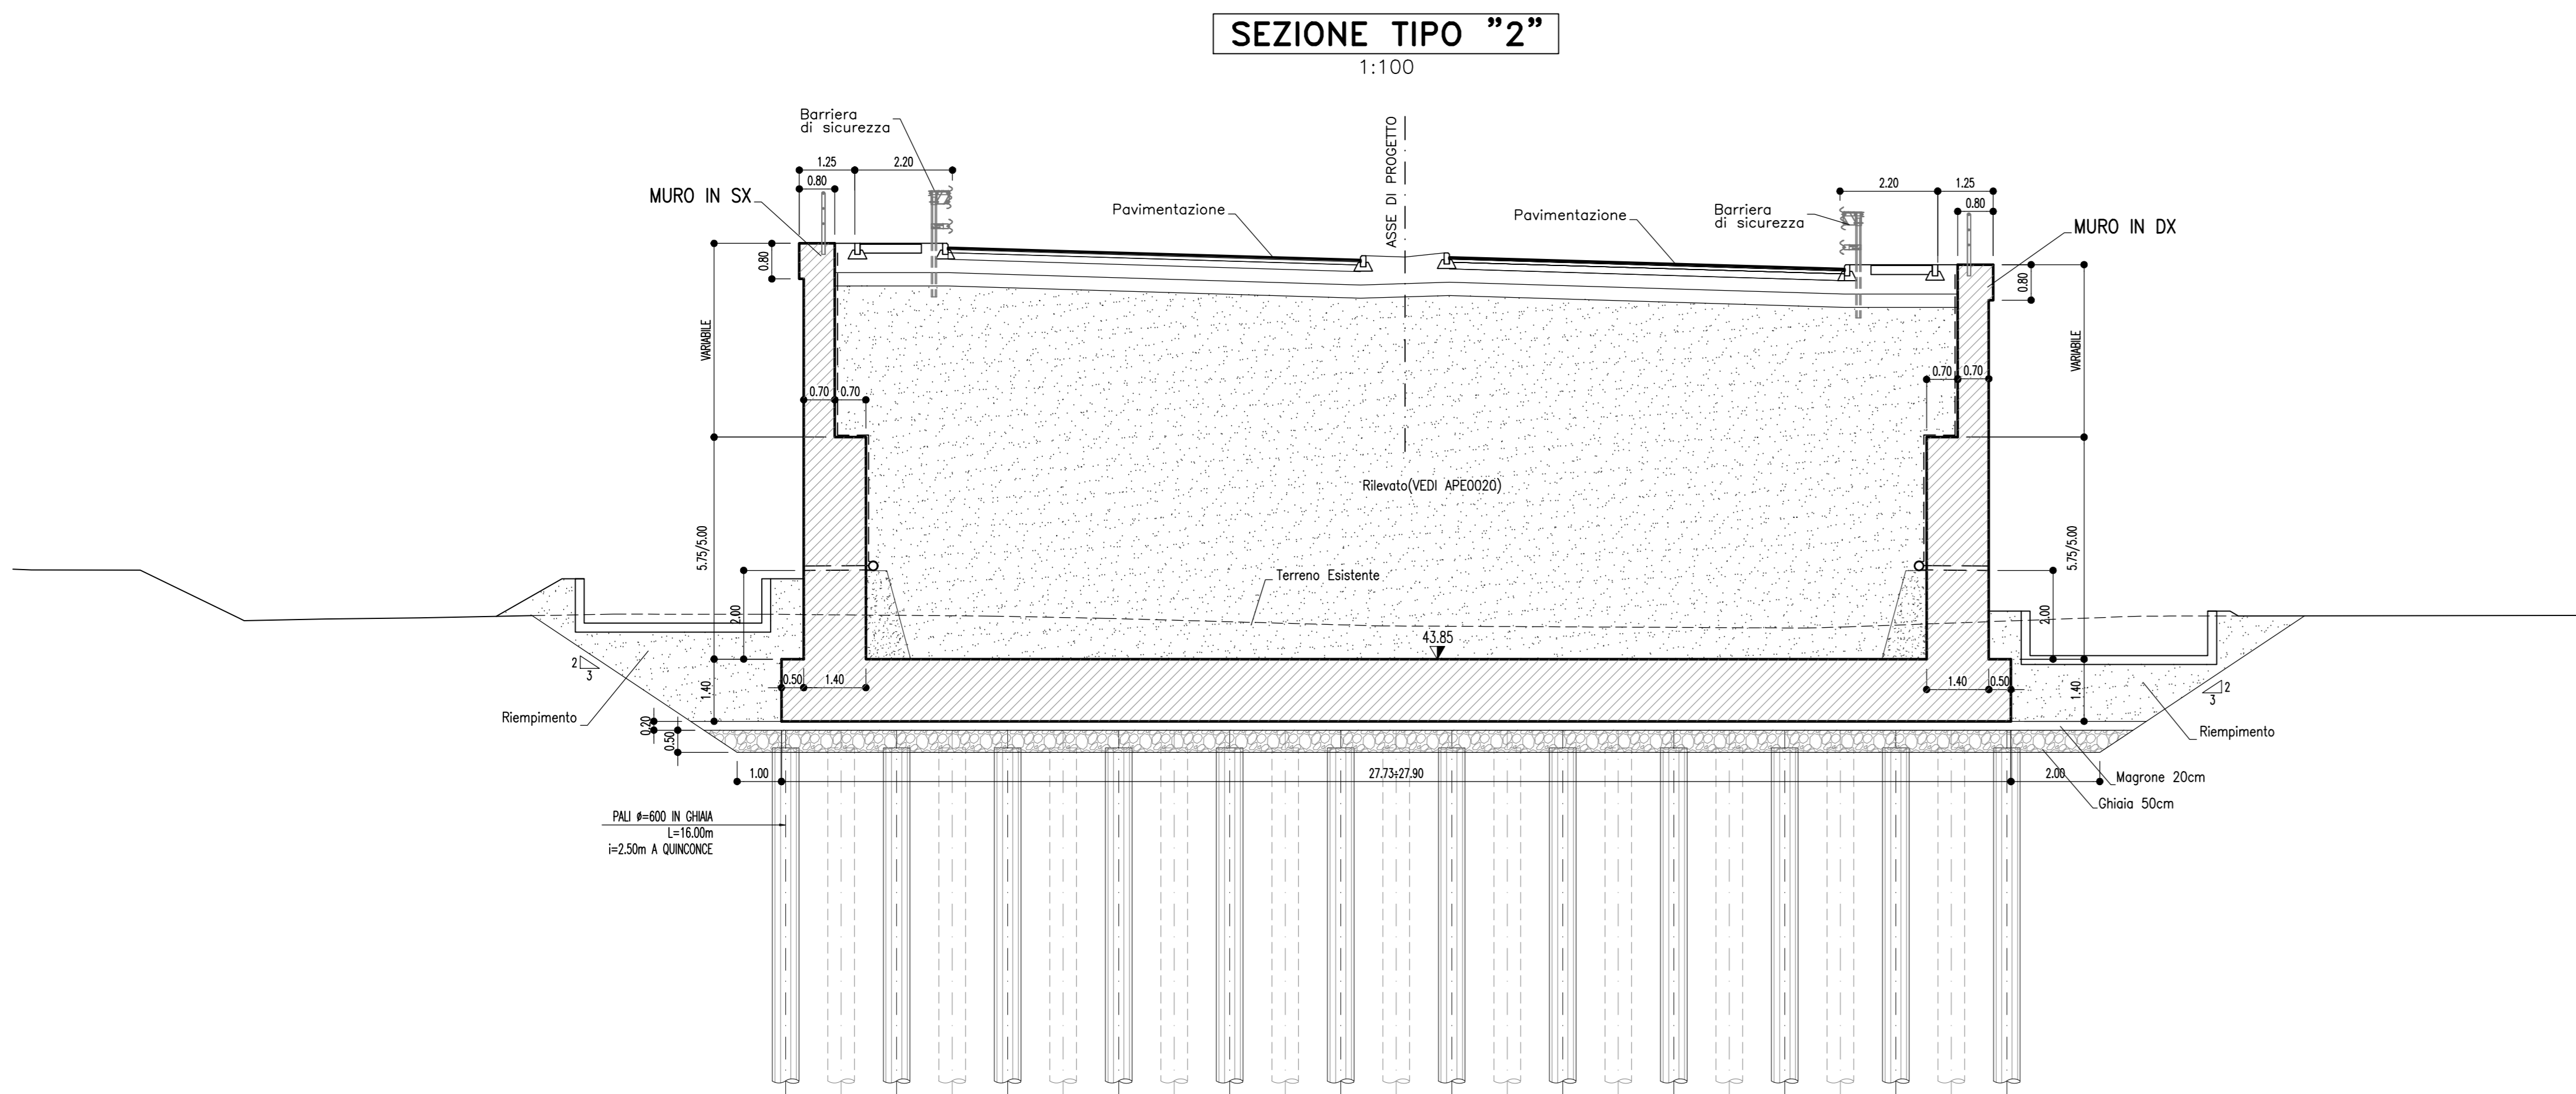 SEZIONE TIPO "2"
1:100
Barriera
di sicurezza
ASSE DI PROGETTO
1.25
2.20
0.80
MURO IN SX
Pavimentazione
Pavimentazione
Barriera
di sicurezza
2.20
1.25
0.80
MURO IN DX
0.80
0.80
VARIABILE
VARIABILE
0.70
0.70
0.70
0.70
Rilevato(VEDI APE0020)
5.75/5.00
5.75/5.00
Terreno Esistente
2.00
2.00
43.85
2
3
2
3
0.50
1.40
1.40
0.50
1.40
1.40
Riempimento
Riempimento
0.20
0.50
1.00
27.73÷27.90
2.00
Magrone 20cm
Ghiaia 50cm
PALI ø=600 IN GHIAIA
L=16.00m
i=2.50m A QUINCONCE